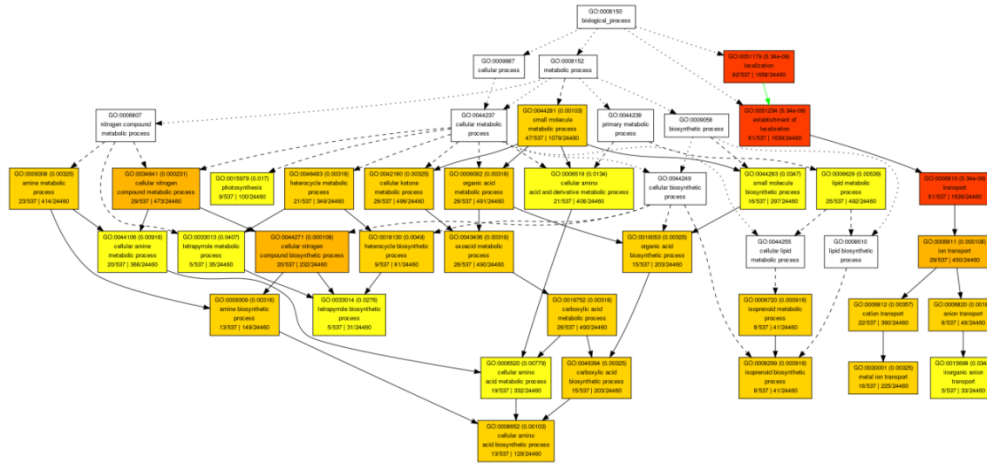 GO:0008150
biological_process
GO:0009987
cellular process
GO:0008152
metabolic process
GO:0051179 (5.34e-09)
localization
82/537 | 1658/24460
GO:0006807
nitrogen compound
metabolic process
GO:0044237
cellular metabolic
process
GO:0044281 (0.00103)
small molecule
metabolic process
47/537 | 1079/24460
GO:0044238
primary metabolic
process
GO:0009058
biosynthetic process
GO:0051234 (5.34e-09)
establishment of
localization
81/537 | 1639/24460
GO:0009308 (0.00325)
amine metabolic
process
23/537 | 414/24460
GO:0034641 (0.000231)
cellular nitrogen
compound metabolic process
29/537 | 473/24460
GO:0015979 (0.017)
photosynthesis
9/537 | 100/24460
GO:0046483 (0.00318)
heterocycle metabolic
process
21/537 | 349/24460
GO:0042180 (0.00325)
cellular ketone
metabolic process
26/537 | 496/24460
GO:0006082 (0.00318)
organic acid
metabolic process
26/537 | 491/24460
GO:0006519 (0.0134)
cellular amino
acid and derivative metabolic process
21/537 | 408/24460
GO:0044249
cellular biosynthetic
process
GO:0044283 (0.0347)
small molecule
biosynthetic process
16/537 | 297/24460
GO:0006629 (0.00539)
lipid metabolic
process
25/537 | 492/24460
GO:0006810 (5.34e-09)
transport
81/537 | 1639/24460
GO:0044106 (0.00918)
cellular amine
metabolic process
20/537 | 366/24460
GO:0033013 (0.0407)
tetrapyrrole metabolic
process
5/537 | 35/24460
GO:0044271 (0.000108)
cellular nitrogen
compound biosynthetic process
20/537 | 232/24460
GO:0018130 (0.0049)
heterocycle biosynthetic
process
9/537 | 81/24460
GO:0043436 (0.00318)
oxoacid metabolic
process
26/537 | 490/24460
GO:0016053 (0.00325)
organic acid
biosynthetic process
15/537 | 203/24460
GO:0044255
cellular lipid
metabolic process
GO:0008610
lipid biosynthetic
process
GO:0006811 (0.000108)
ion transport
29/537 | 450/24460
GO:0009309 (0.00318)
amine biosynthetic
process
13/537 | 149/24460
GO:0033014 (0.0276)
tetrapyrrole biosynthetic
process
5/537 | 31/24460
GO:0019752 (0.00318)
carboxylic acid
metabolic process
26/537 | 490/24460
GO:0006720 (0.000916)
isoprenoid metabolic
process
8/537 | 41/24460
GO:0006812 (0.00357)
cation transport
22/537 | 390/24460
GO:0006820
anion transport
GO:0006520 (0.00779)
cellular amino
acid metabolic process
19/537 | 332/24460
GO:0046394 (0.00325)
carboxylic acid
biosynthetic process
15/537 | 203/24460
GO:0008299 (0.000916)
isoprenoid biosynthetic
process
8/537 | 41/24460
GO:0030001 (0.00325)
metal ion transport
16/537 | 225/24460
GO:0015698
inorganic anion
transport
5/537 | 33/24460
GO:0008652 (0.00103)
cellular amino
acid biosynthetic process
13/537 | 129/24460